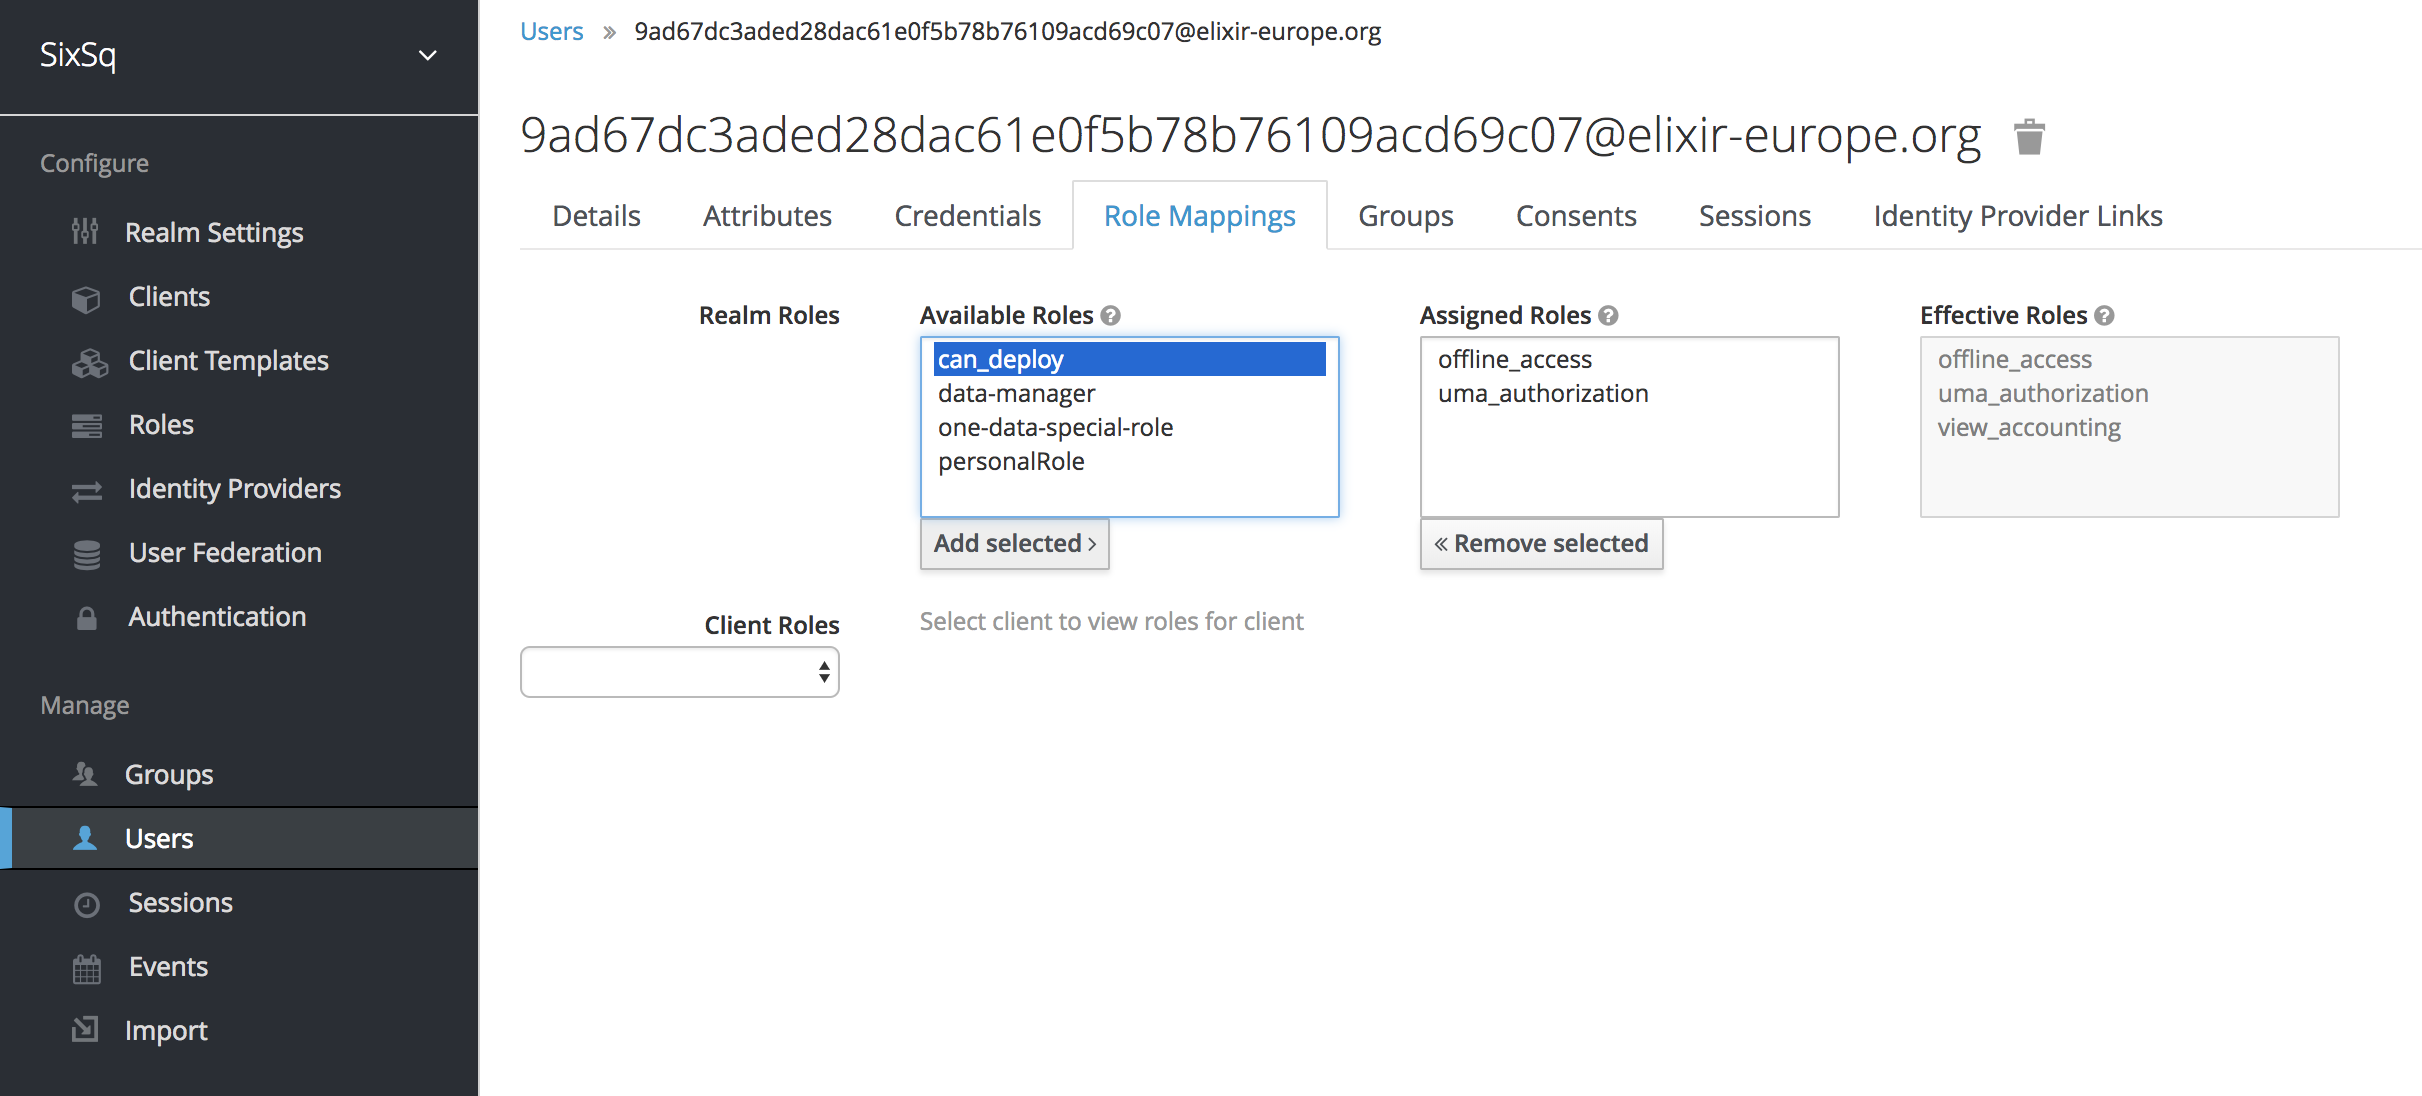 SixSq
Configure
Realm Settings
Clients
Client Templates
Roles
Identity Providers
User Federation
Authentication
Manage
Groups
Users
Sessions
Events
Import
Users » 9ad67dc3aded28dac61e0f5b78b76109acd69c07@elixir-europe.org
9ad67dc3aded28dac61e0f5b78b76109acd69c07@elixir-europe.org
Details Attributes Credentials Role Mappings Groups Consents Sessions Identity Provider Links
Realm Roles
Available Roles ?
can_deploy
data-manager
one-data-special-role
personalRole
Add selected ›
Assigned Roles ?
offline_access
uma_authorization
« Remove selected
Effective Roles ?
offline_access
uma_authorization
view_accounting
Client Roles
Select client to view roles for client